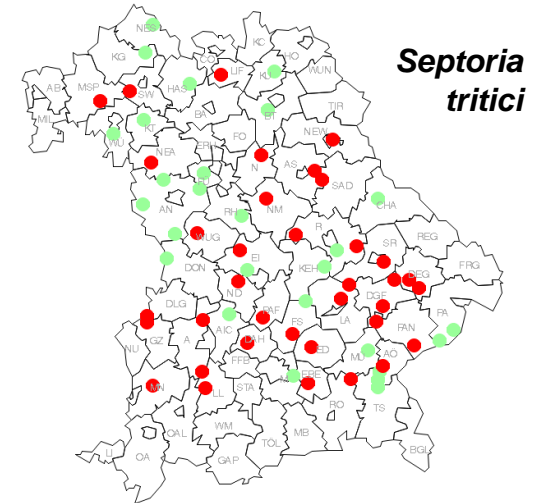 Septoria
tritici
NES
KC
CO
HO
KG
LIF
KU
WUN
AB
MSP
SW
HAS
BA
BT
TIR
MIL
KT
WÜ
FO
NEW
NEA
ERH
N
AS
SAD
FÜ
AN
RH
NM
CHA
WUG
R
SR
REG
EI
KEH
DEG
FRG
DON
ND
DGF
PA
DLG
PAF
LA
PAN
NU
GZ
A
AIC
FS
DAH
ED
MÜ
AÖ
FFB
M
EBE
MN
LL
STA
RO
TS
WM
MB
OAL
TÖL
BGL
LI
OA
GAP